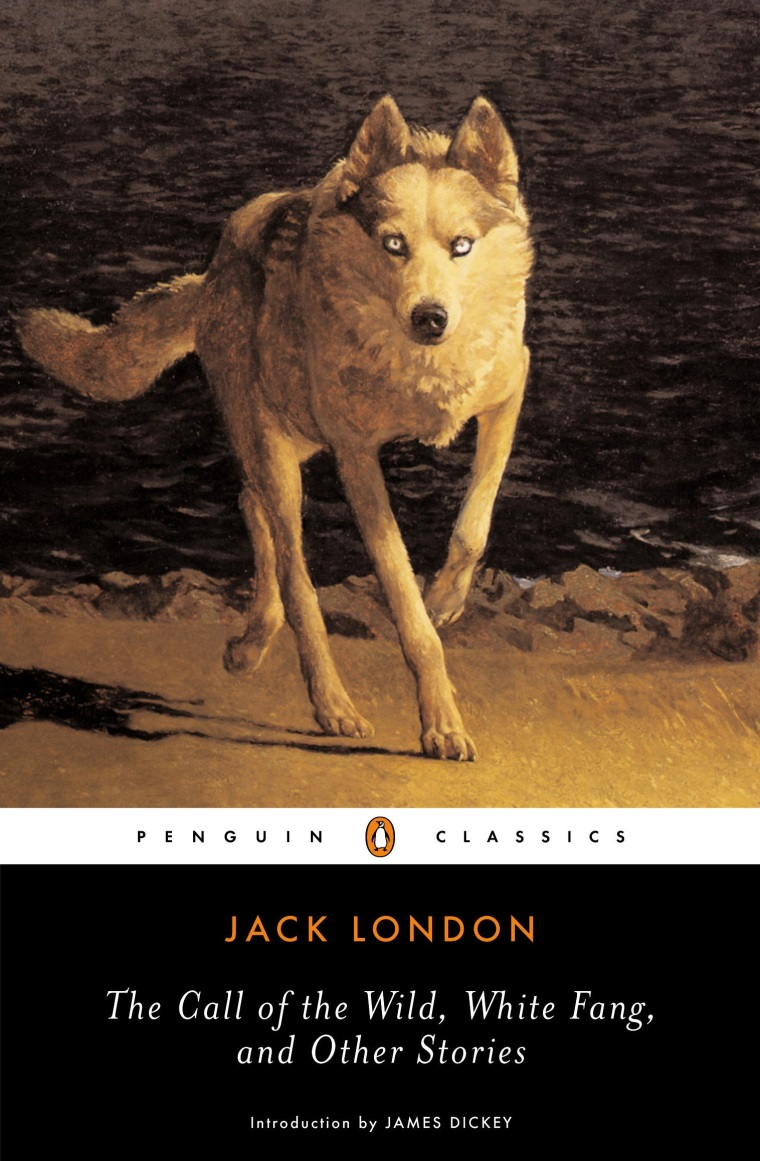 PENGUIN CLASSICS
JACK LONDON
The Call of the Wild, White Fang,
and Other Stories
Introduction by JAMES DICKEY